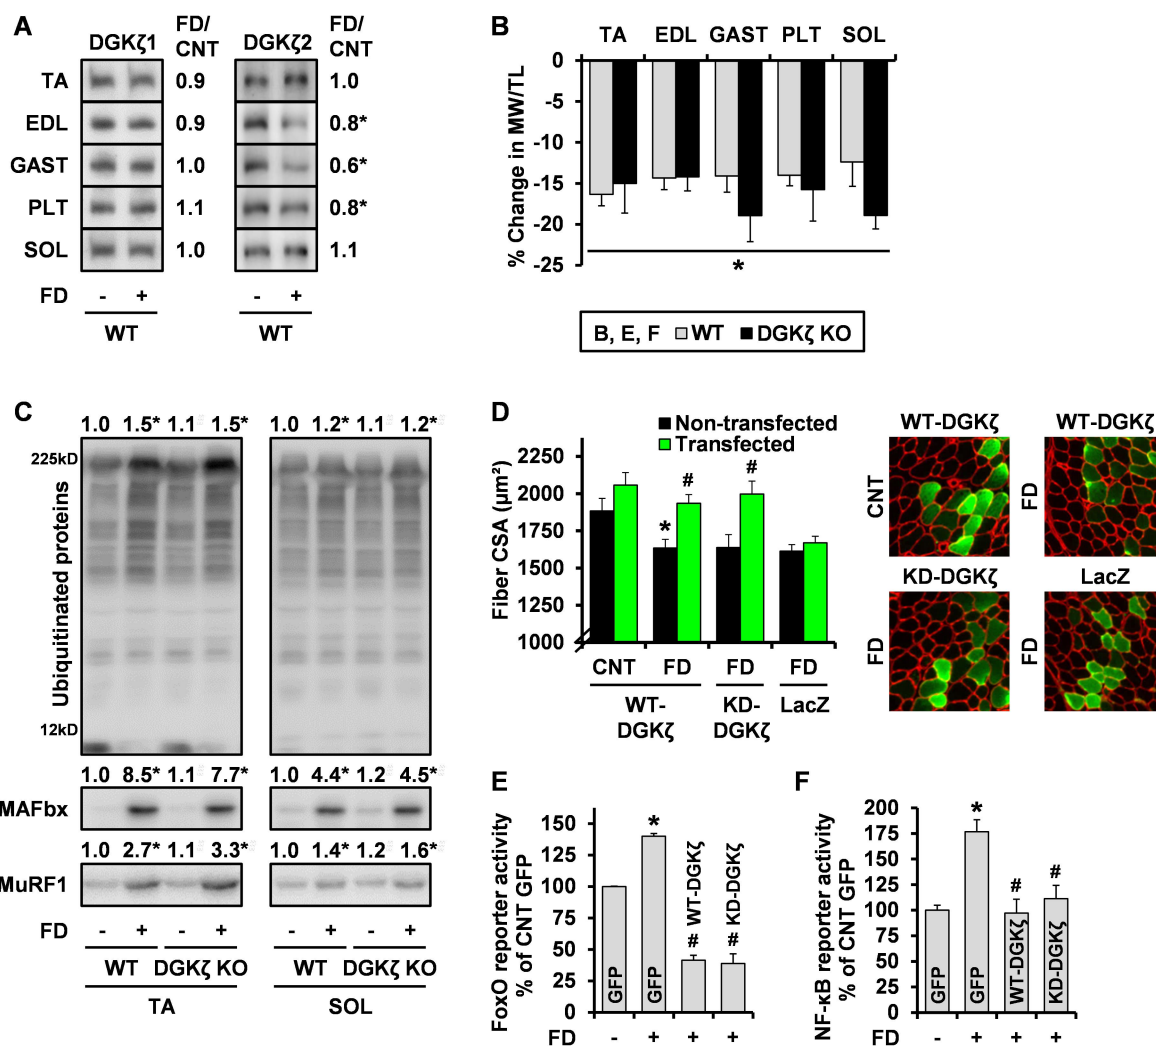 A
DGKζ1
FD/
CNT
DGKζ2
FD/
CNT
TA
0.9
1.0
EDL
0.9
0.8*
GAST
1.0
0.6*
PLT
1.1
0.8*
SOL
1.0
1.1
FD
-
+
-
+
WT
WT
B
TA
EDL
GAST
PLT
SOL
% Change in MW/TL
0
-5
-10
-15
-20
-25
*
B, E, F
WT
DGKζ KO
C
1.0 1.5* 1.1 1.5*
1.0 1.2* 1.1 1.2*
Ubiquitinated proteins
225kD
12kD
1.0 8.5* 1.1 7.7*
1.0 4.4* 1.2 4.5*
MAFbx
1.0 2.7* 1.1 3.3*
1.0 1.4* 1.2 1.6*
MuRF1
FD
- + - +
- + - +
WT
DGKζ KO
WT
DGKζ KO
TA
SOL
D
Non-transfected
Transfected
Fiber CSA (µm²)
2250
2000
1750
1500
1250
1000
*
#
#
CNT
FD
FD
FD
WT-
DGKζ
KD-
DGKζ
LacZ
WT-DGKζ
WT-DGKζ
CNT
FD
KD-DGKζ
LacZ
FD
FD
E
FoxO reporter activity
% of CNT GFP
150
125
100
75
50
25
0
GFP
*
GFP
#
WT-DGKζ
#
KD-DGKζ
FD
- + + +
F
NF-κB reporter activity
% of CNT GFP
200
175
150
125
100
75
50
25
0
GFP
*
GFP
#
WT-DGKζ
#
KD-DGKζ
FD
- + + +